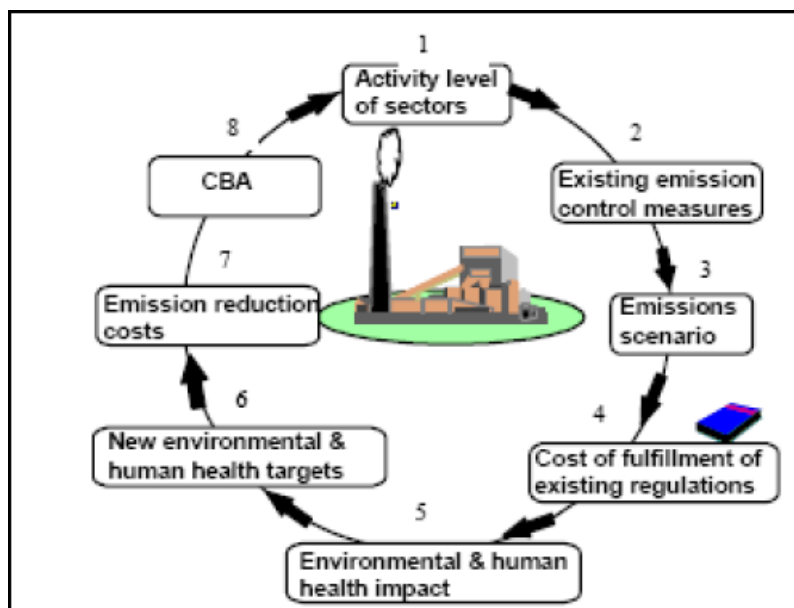 1
Activity level
of sectors
2
Existing emission
control measures
3
Emissions
scenario
4
Cost of fulfillment of
existing regulations
5
Environmental & human
health impact
6
New environmental &
human health targets
7
Emission reduction
costs
8
CBA